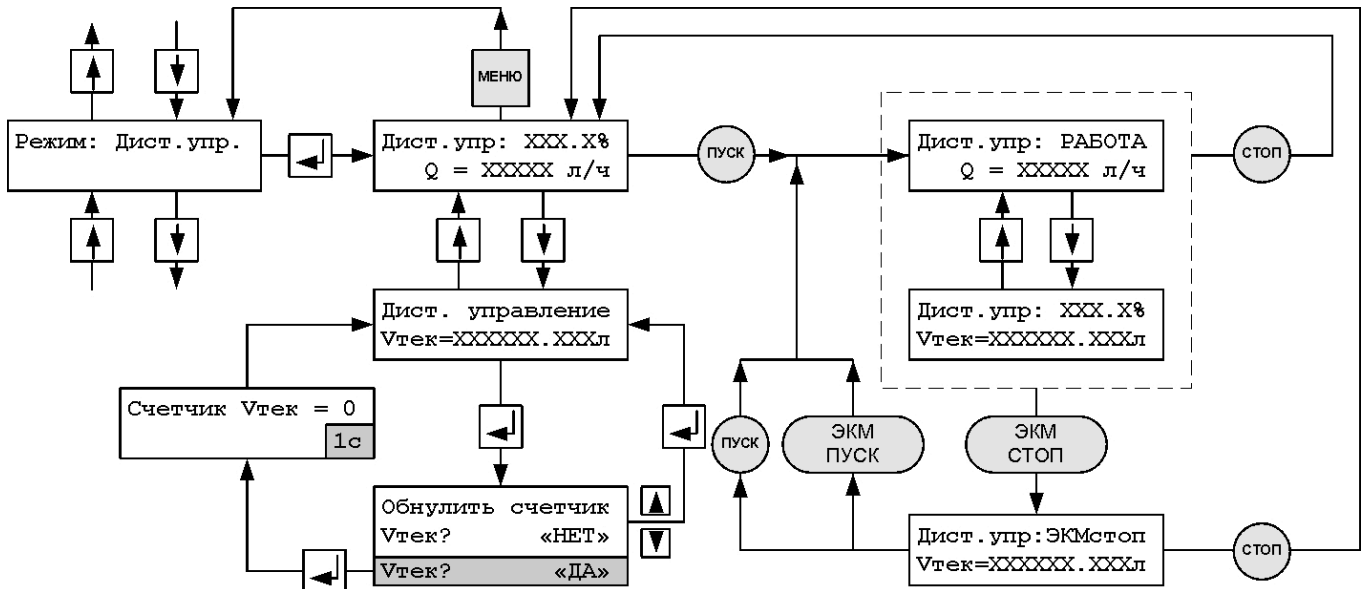 МЕНЮ
Режим: Дист.упр.
Дист.упр: XXX.X%
Q = XXXXX л/ч
ПУСК
Дист.упр: РАБОТА
Q = XXXXX л/ч
СТОП
Дист. управление
Vтек=XXXXXX.XXXл
Дист.упр: XXX.X%
Vтек=XXXXXX.XXXл
Счетчик Vтек = 0
1с
ПУСК
ЭКМ
ПУСК
ЭКМ
СТОП
Обнулить счетчик
Vтек? «НЕТ»
Vтек? «ДА»
Дист.упр:ЭКМстоп
Vтек=XXXXXX.XXXл
СТОП